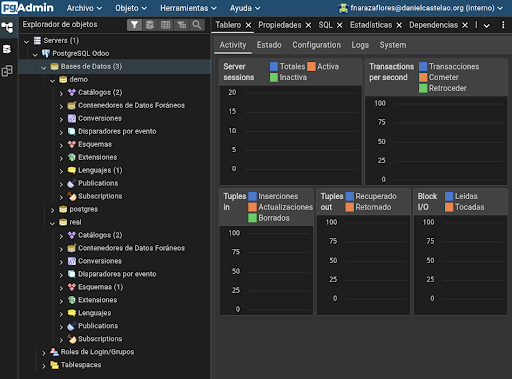 pgAdmin Archivo Objeto Herramientas Ayuda fnarazaflores@danielcastelao.org (interno)
Explorador de objetos
Tablero Propiedades SQL Estadísticas Dependencias
Servers (1)
PostgreSQL Odoo
Bases de Datos (3)
demo
Catálogos (2)
Contenedores de Datos Foráneos
Conversiones
Disparadores por evento
Esquemas
Extensiones
Lenguajes (1)
Publications
Subscriptions
postgres
real
Catálogos (2)
Contenedores de Datos Foráneos
Conversiones
Disparadores por evento
Esquemas (1)
Extensiones
Lenguajes
Publications
Subscriptions
Roles de Login/Grupos
Tablespaces
Activity Estado Configuration Logs System
Server sessions
Totales Activa
Inactiva
20
15
10
5
0
Transactions per second
Transacciones
Cometer
Retroceder
100
75
50
25
0
Tuples in
Inserciones
Actualizaciones
Borrados
100
75
50
25
0
Tuples out
Recuperado
Retornado
100
75
50
25
0
Block I/O
Leidas
Tocadas
100
75
50
25
0